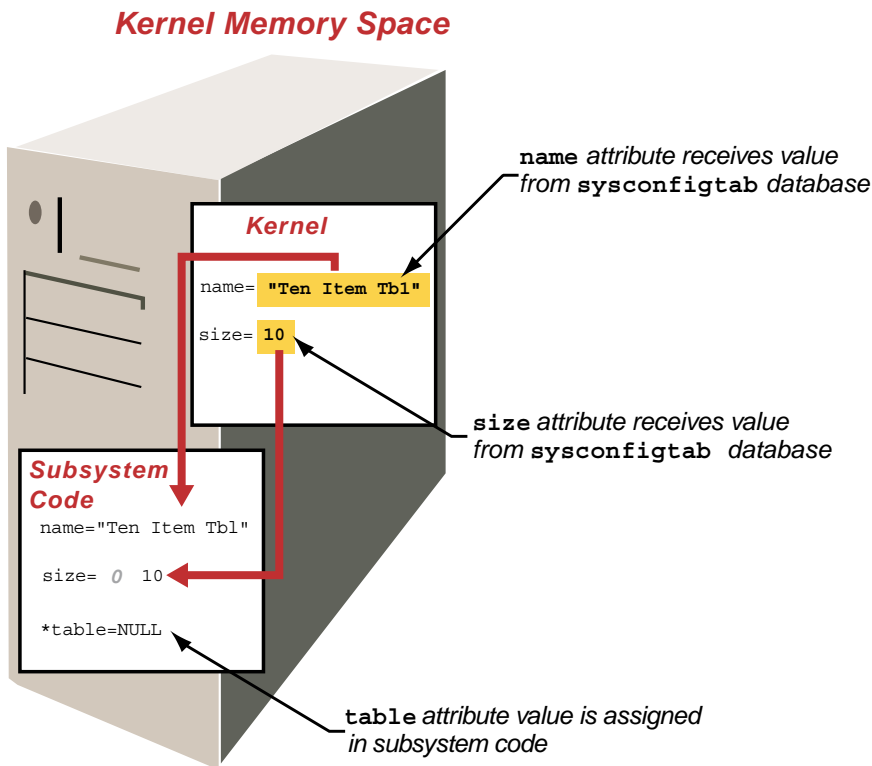 Kernel Memory Space
name attribute receives value
from sysconfigtab database
Kernel
name= "Ten Item Tbl"
size= 10
size attribute receives value
from sysconfigtab database
Subsystem
Code
name="Ten Item Tbl"
size= 0 10
*table=NULL
table attribute value is assigned
in subsystem code